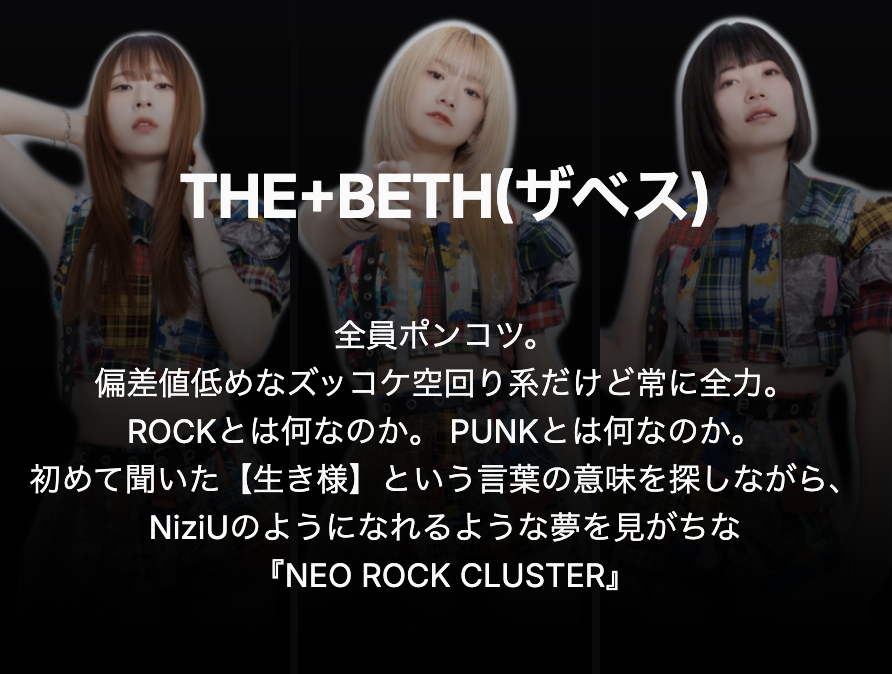 THE+BETH(ザベス)
全員ポンコツ。
偏差値低めなズッコケ空回り系だけど常に全力。
ROCKとは何なのか。 PUNKとは何なのか。
初めて聞いた【生き様】という言葉の意味を探しながら、
NiziUのようになれるような夢を見がちな
『NEO ROCK CLUSTER』